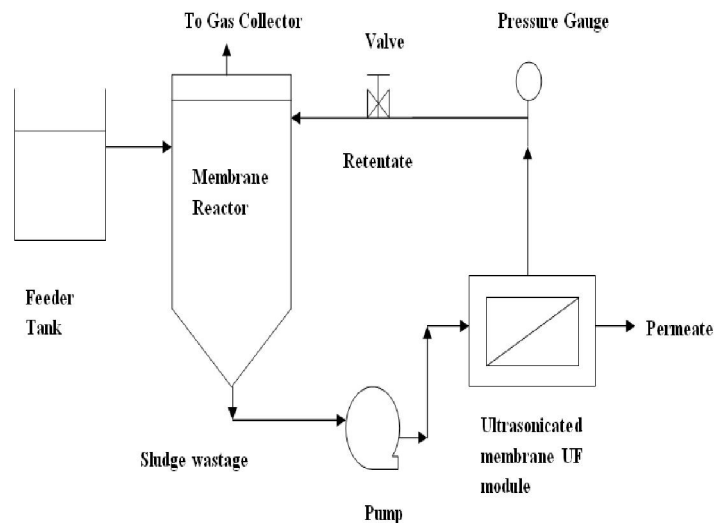 To Gas Collector
Valve
Pressure Gauge
Membrane
Reactor
Retentate
Feeder
Tank
Permeate
Sludge wastage
Pump
Ultrasonicated
membrane UF
module